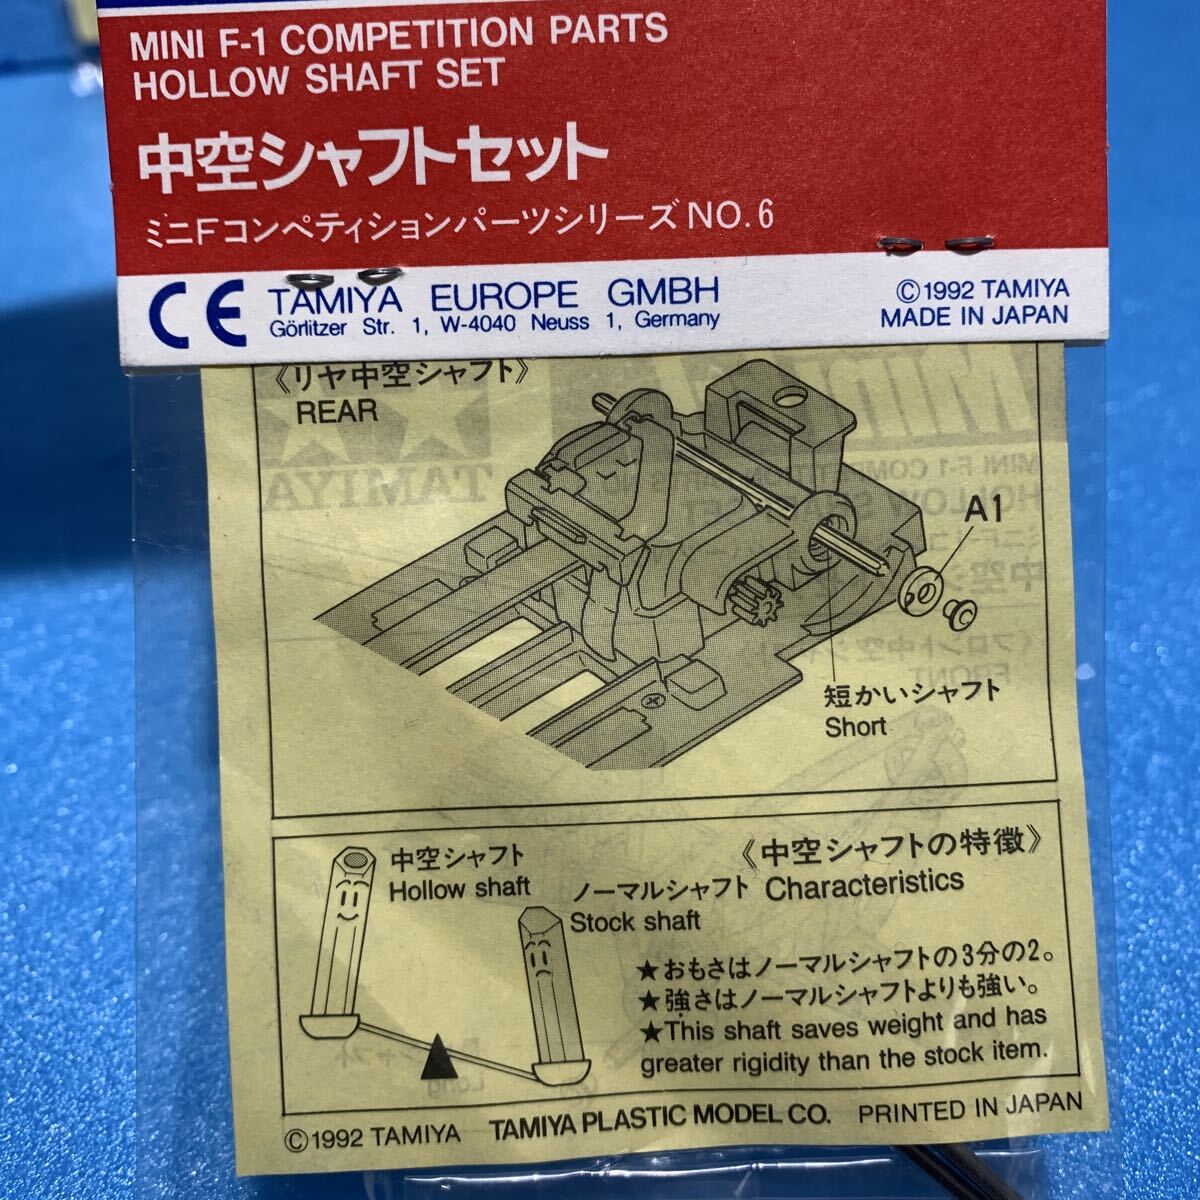 MINI F-1 COMPETITION PARTS
HOLLOW SHAFT SET
中空シャフトセット
ミニFコンペティションパーツシリーズNO.6
CE TAMIYA EUROPE GMBH
Görlitzer Str. 1, W-4040 Neuss 1, Germany
©1992 TAMIYA
MADE IN JAPAN
《リヤ中空シャフト》
REAR
TAMIYA
A1
短かいシャフト
Short
中空シャフト
Hollow shaft
ノーマルシャフト
Stock shaft
《中空シャフトの特徴》
Characteristics
★おもさはノーマルシャフトの3分の2。
★強さはノーマルシャフトよりも強い。
★This shaft saves weight and has
greater rigidity than the stock item.
©1992 TAMIYA TAMIYA PLASTIC MODEL CO. PRINTED IN JAPAN